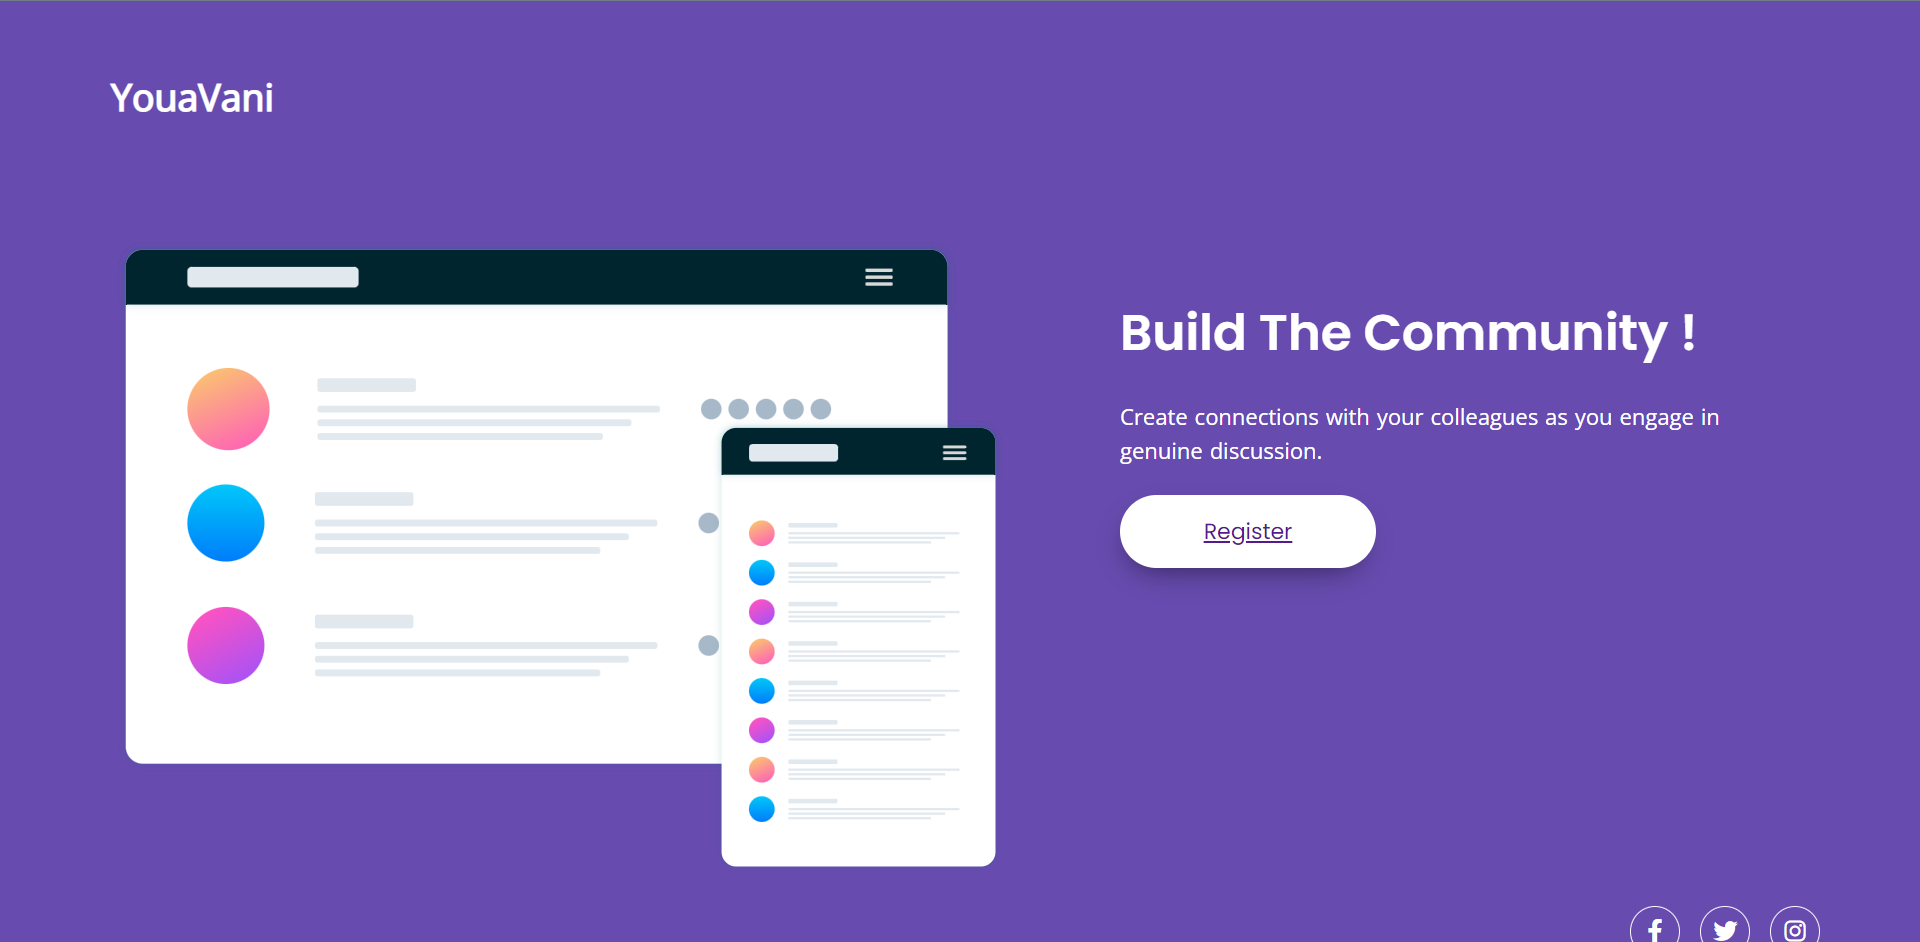 YouaVani
Build The Community !
Create connections with your colleagues as you engage in
genuine discussion.
Register